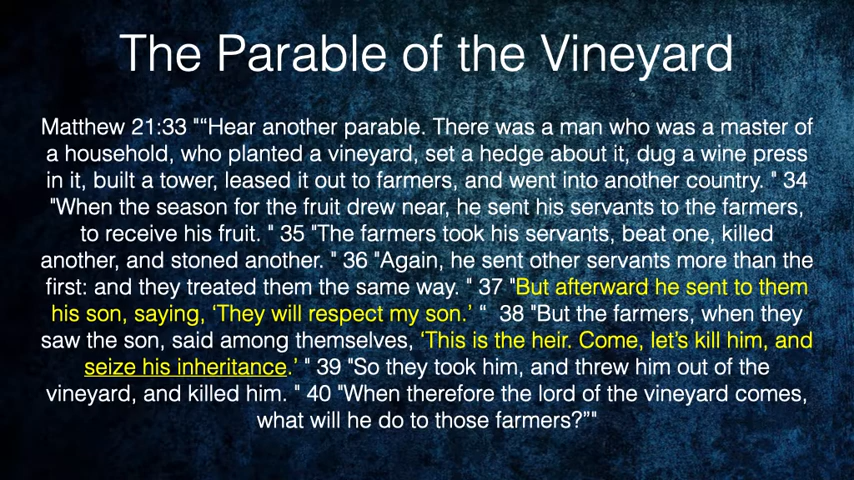 The Parable of the Vineyard
Matthew 21:33 "“Hear another parable. There was a man who was a master of
a household, who planted a vineyard, set a hedge about it, dug a wine press
in it, built a tower, leased it out to farmers, and went into another country. " 34
"When the season for the fruit drew near, he sent his servants to the farmers,
to receive his fruit. " 35 "The farmers took his servants, beat one, killed
another, and stoned another. " 36 "Again, he sent other servants more than the
first: and they treated them the same way. " 37 "But afterward he sent to them
his son, saying, ‘They will respect my son.’ “  38 "But the farmers, when they
saw the son, said among themselves, ‘This is the heir. Come, let’s kill him, and
seize his inheritance.’ " 39 "So they took him, and threw him out of the
vineyard, and killed him. " 40 "When therefore the lord of the vineyard comes,
what will he do to those farmers?”"